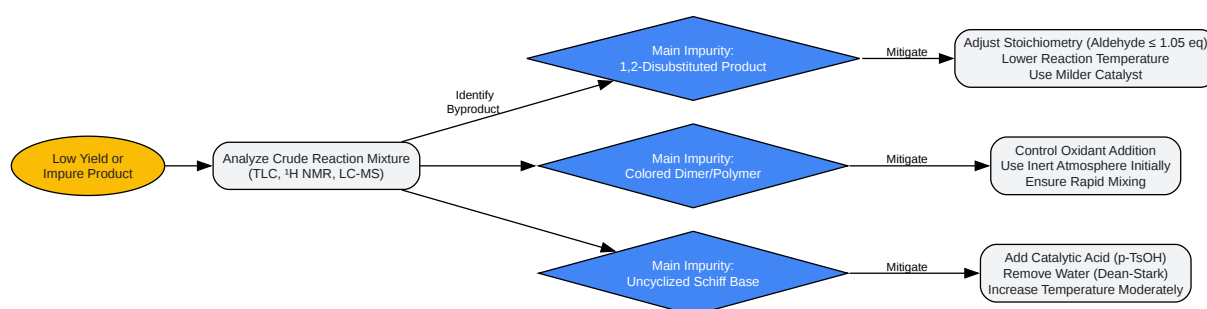 Low Yield or
Impure Product
Analyze Crude Reaction Mixture
(TLC, ¹H NMR, LC-MS)
Identify
Byproduct
Main Impurity:
1,2-Disubstituted Product
Mitigate
Adjust Stoichiometry (Aldehyde ≤ 1.05 eq)
Lower Reaction Temperature
Use Milder Catalyst
Main Impurity:
Colored Dimer/Polymer
Mitigate
Control Oxidant Addition
Use Inert Atmosphere Initially
Ensure Rapid Mixing
Main Impurity:
Uncyclized Schiff Base
Mitigate
Add Catalytic Acid (p-TsOH)
Remove Water (Dean-Stark)
Increase Temperature Moderately